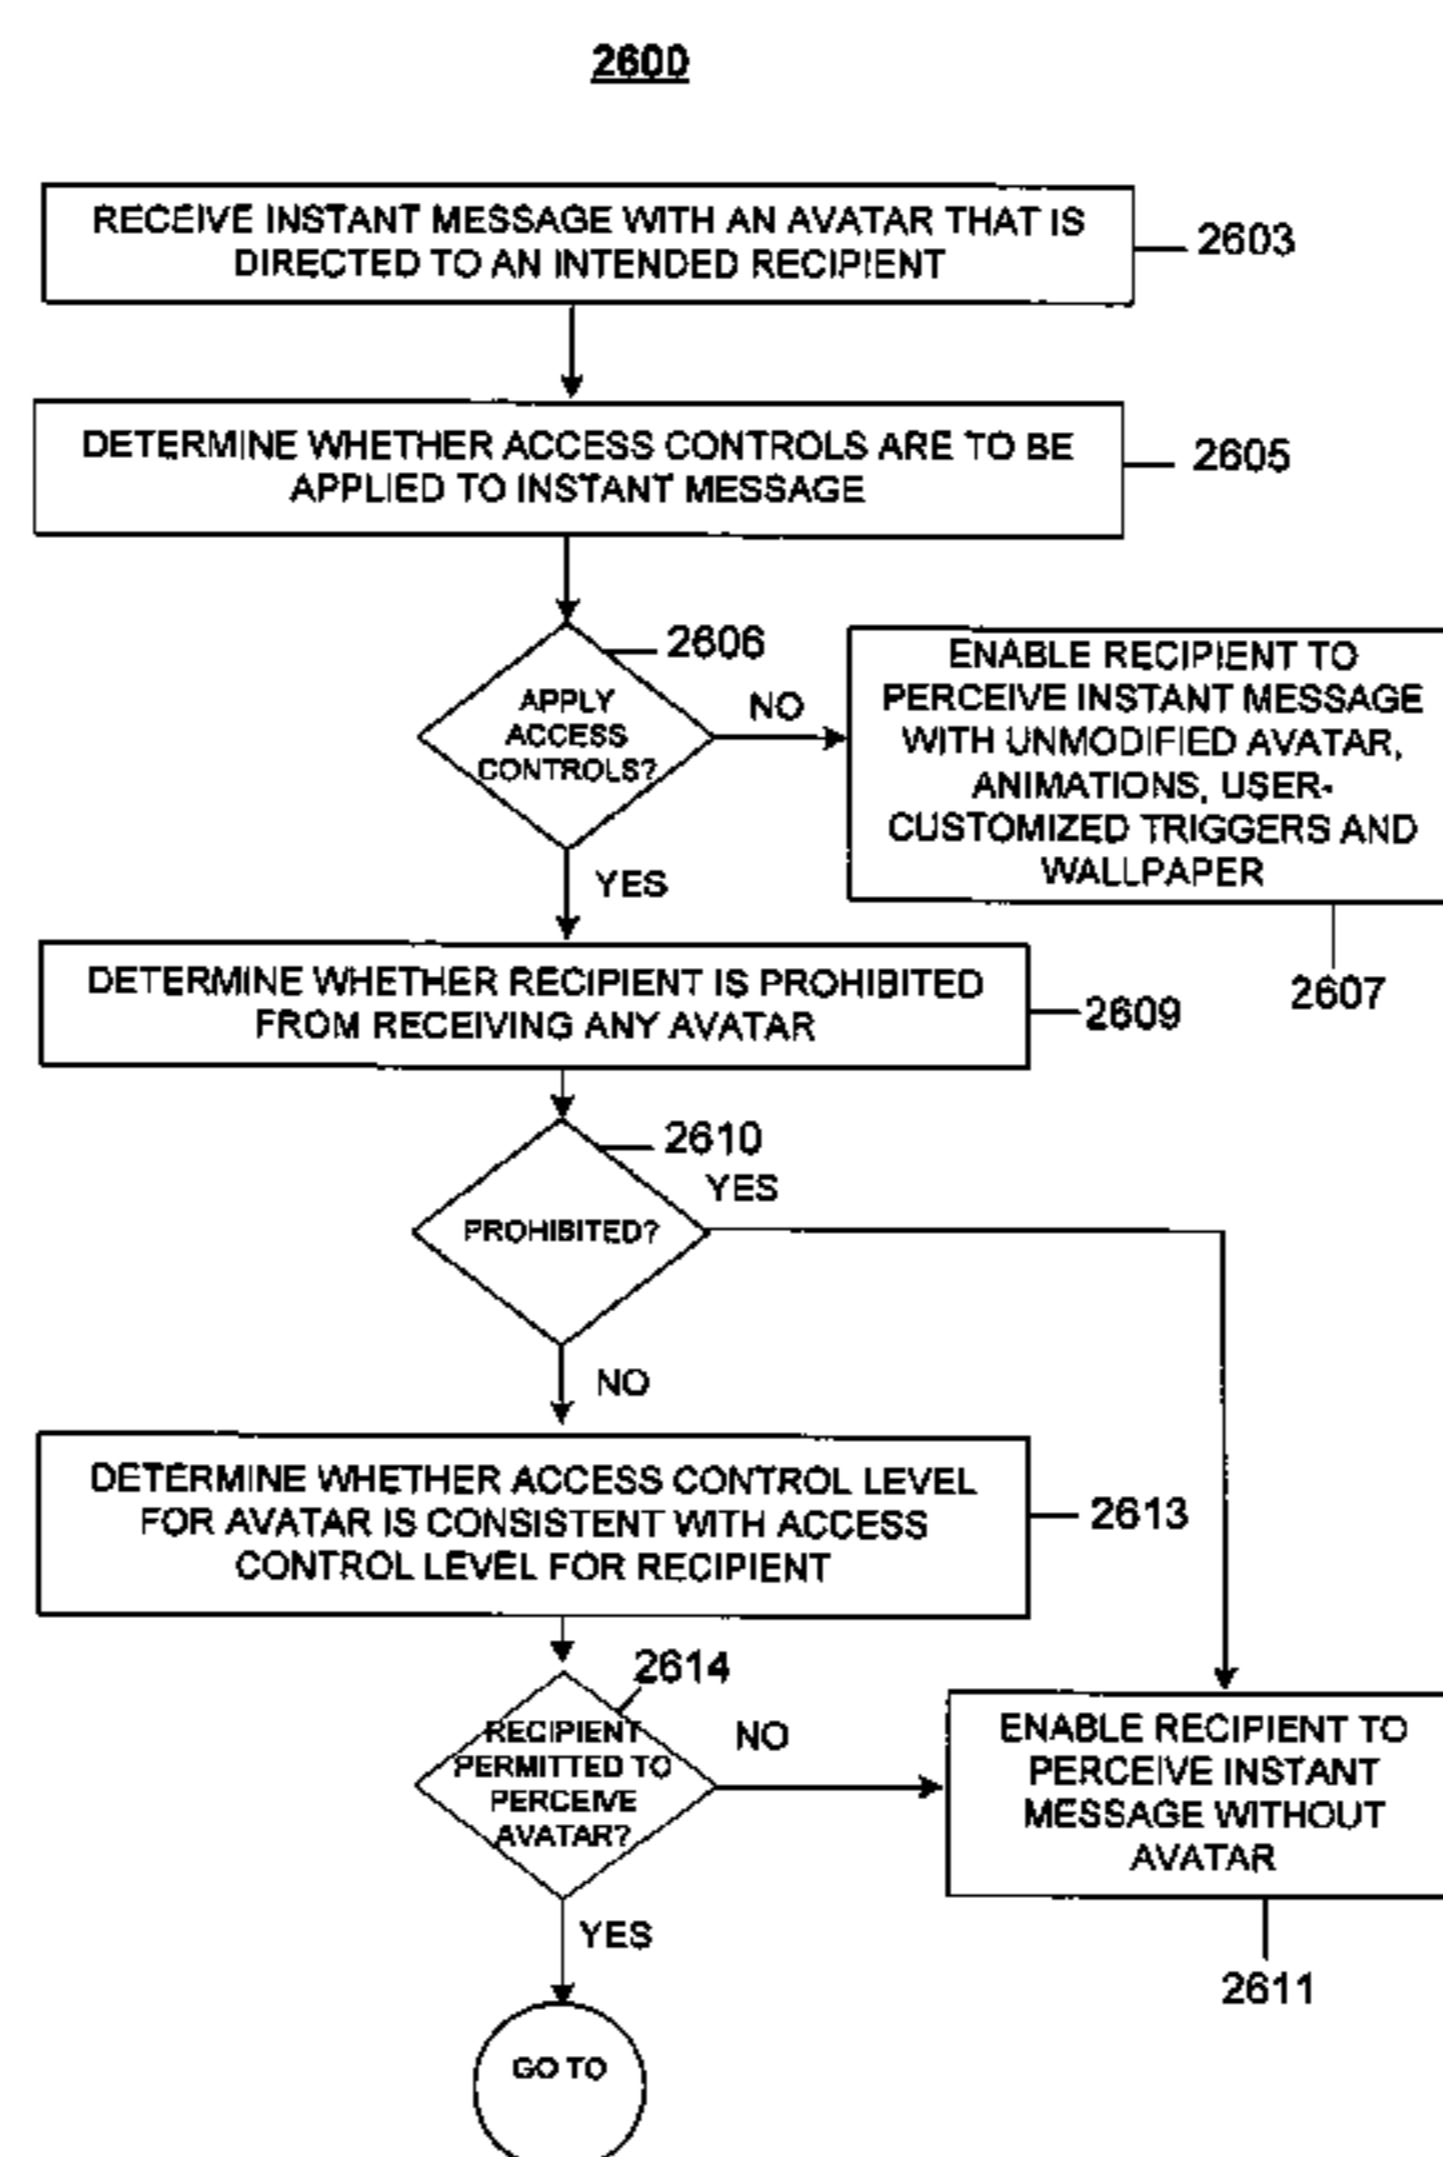 2600
RECEIVE INSTANT MESSAGE WITH AN AVATAR THAT IS
DIRECTED TO AN INTENDED RECIPIENT
2603
DETERMINE WHETHER ACCESS CONTROLS ARE TO BE
APPLIED TO INSTANT MESSAGE
2605
2606
APPLY
ACCESS
CONTROLS?
NO
ENABLE RECIPIENT TO
PERCEIVE INSTANT MESSAGE
WITH UNMODIFIED AVATAR,
ANIMATIONS, USER-
CUSTOMIZED TRIGGERS AND
WALLPAPER
2607
YES
DETERMINE WHETHER RECIPIENT IS PROHIBITED
FROM RECEIVING ANY AVATAR
2609
2610
YES
PROHIBITED?
NO
DETERMINE WHETHER ACCESS CONTROL LEVEL
FOR AVATAR IS CONSISTENT WITH ACCESS
CONTROL LEVEL FOR RECIPIENT
2613
2614
RECIPIENT
PERMITTED TO
PERCEIVE
AVATAR?
NO
ENABLE RECIPIENT TO
PERCEIVE INSTANT
MESSAGE WITHOUT
AVATAR
2611
YES
GO TO